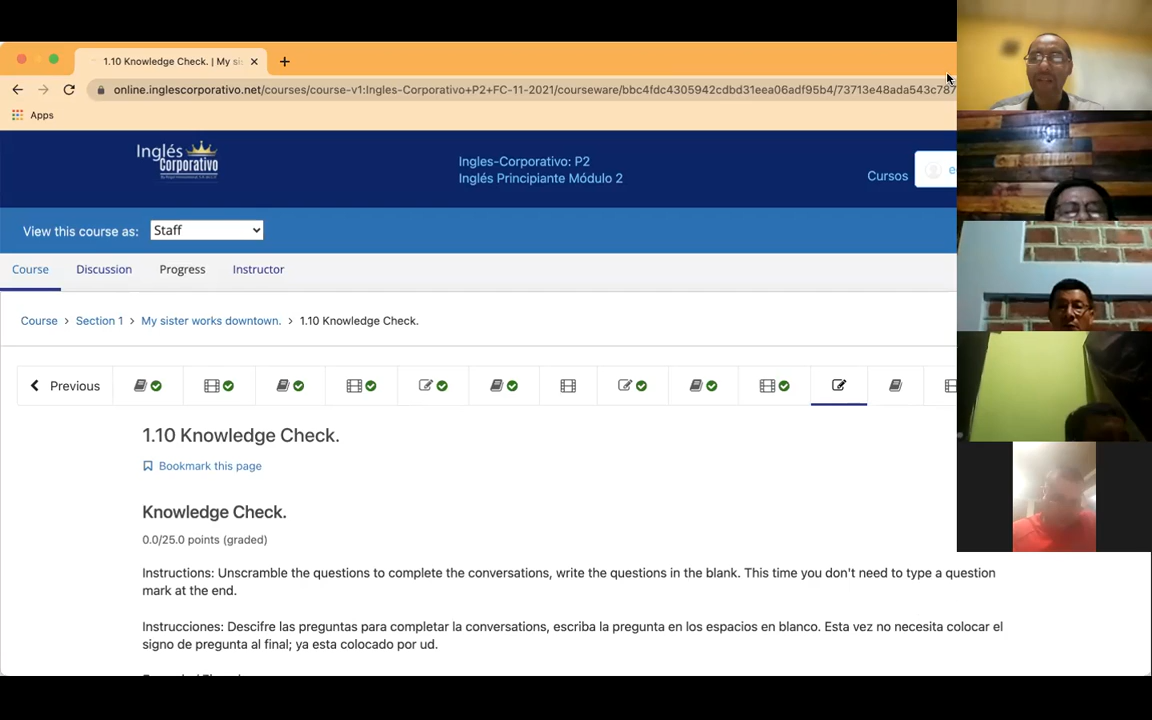 1.10 Knowledge Check. | My sis
online.inglescorporativo.net/courses/course-v1:Ingles-Corporativo+P2+FC-11-2021/courseware/bbc4fdc4305942cdbd31eea06adf95b4/73713e48ada543c787
Apps
Inglés
Corporativo
Ingles-Corporativo: P2
Inglés Principiante Módulo 2
Cursos
e
View this course as:
Staff
Course
Discussion
Progress
Instructor
Course > Section 1 > My sister works downtown. > 1.10 Knowledge Check.
Previous
1.10 Knowledge Check.
Bookmark this page
Knowledge Check.
0.0/25.0 points (graded)
Instructions: Unscramble the questions to complete the conversations, write the questions in the blank. This time you don't need to type a question
mark at the end.
Instrucciones: Descifre las preguntas para completar la conversations, escriba la pregunta en los espacios en blanco. Esta vez no necesita colocar el
signo de pregunta al final; ya esta colocado por ud.